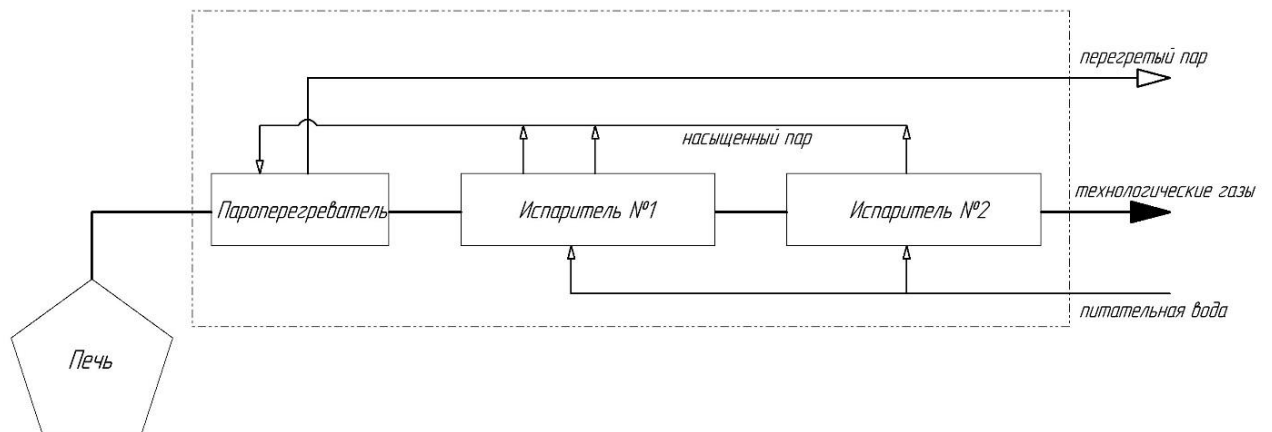 перегретый пар
насыщенный пар
Пароперегреватель
Испаритель №1
Испаритель №2
технологические газы
питательная вода
Печь